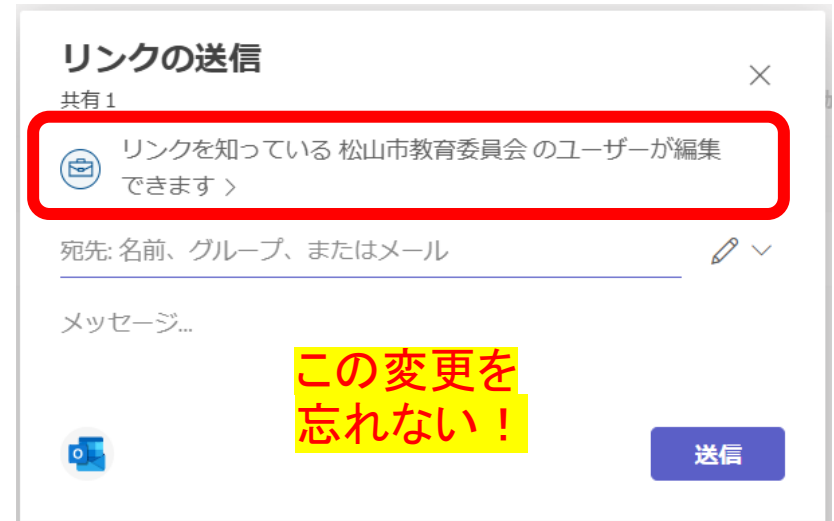 リンクの送信
共有1
リンクを知っている 松山市教育委員会 のユーザーが編集
できます >
宛先: 名前、グループ、またはメール
メッセージ...
この変更を
忘れない！
送信